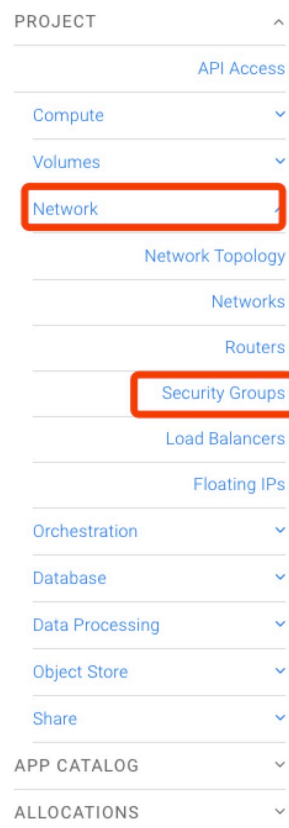 PROJECT
API Access
Compute
Volumes
Network
Network Topology
Networks
Routers
Security Groups
Load Balancers
Floating IPs
Orchestration
Database
Data Processing
Object Store
Share
APP CATALOG
ALLOCATIONS